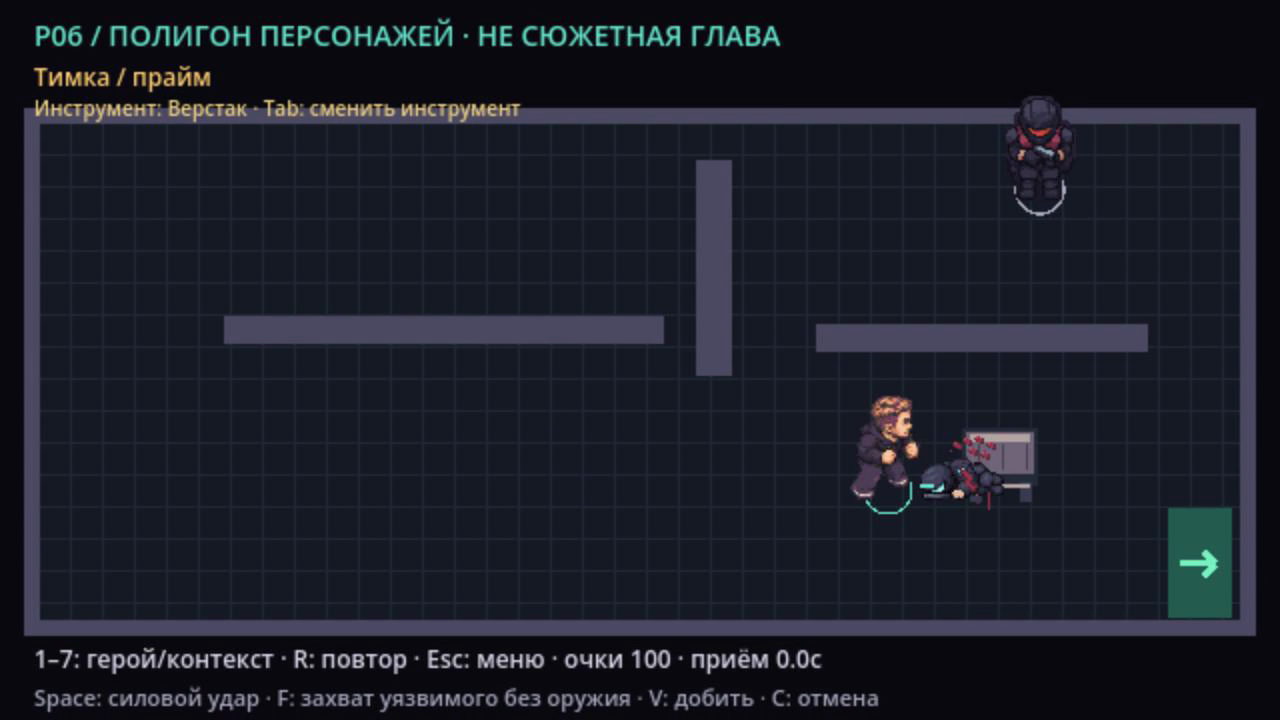 P06 / ПОЛИГОН ПЕРСОНАЖЕЙ · НЕ СЮЖЕТНАЯ ГЛАВА
Тимка / прайм
Инструмент: Верстак · Tab: сменить инструмент
→
1–7: герой/контекст · R: повтор · Esc: меню · очки 100 · приём 0.0с
Space: силовой удар · F: захват уязвимого без оружия · V: добить · C: отмена